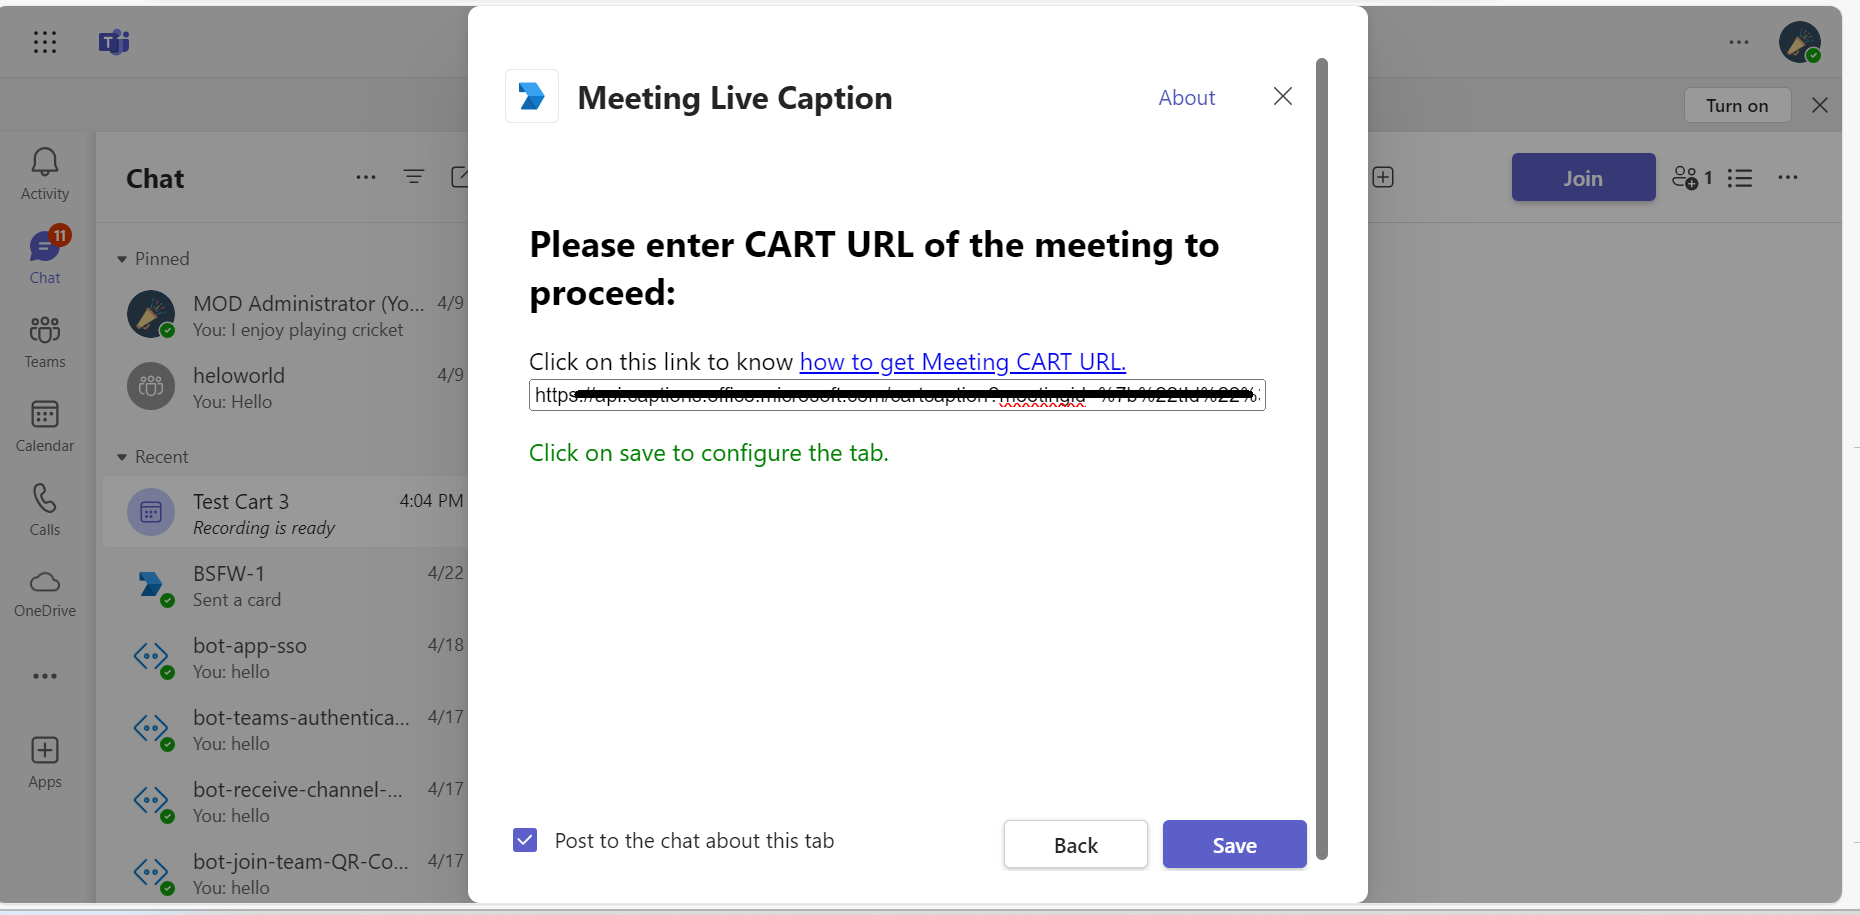 Meeting Live Caption
About
Turn on
Activity
11
Chat
Teams
Calendar
Calls
OneDrive
Apps
Chat
Join
1
Pinned
MOD Administrator (Yo... 4/9
You: I enjoy playing cricket
heloworld 4/9
You: Hello
Recent
Test Cart 3 4:04 PM
Recording is ready
BSFW-1 4/22
Sent a card
bot-app-sso 4/18
You: hello
bot-teams-authentica... 4/17
You: hello
bot-receive-channel-... 4/17
You: hello
bot-join-team-QR-Co... 4/17
You: hello
Please enter CART URL of the meeting to
proceed:
Click on this link to know how to get Meeting CART URL.
https
Click on save to configure the tab.
Post to the chat about this tab
Back
Save